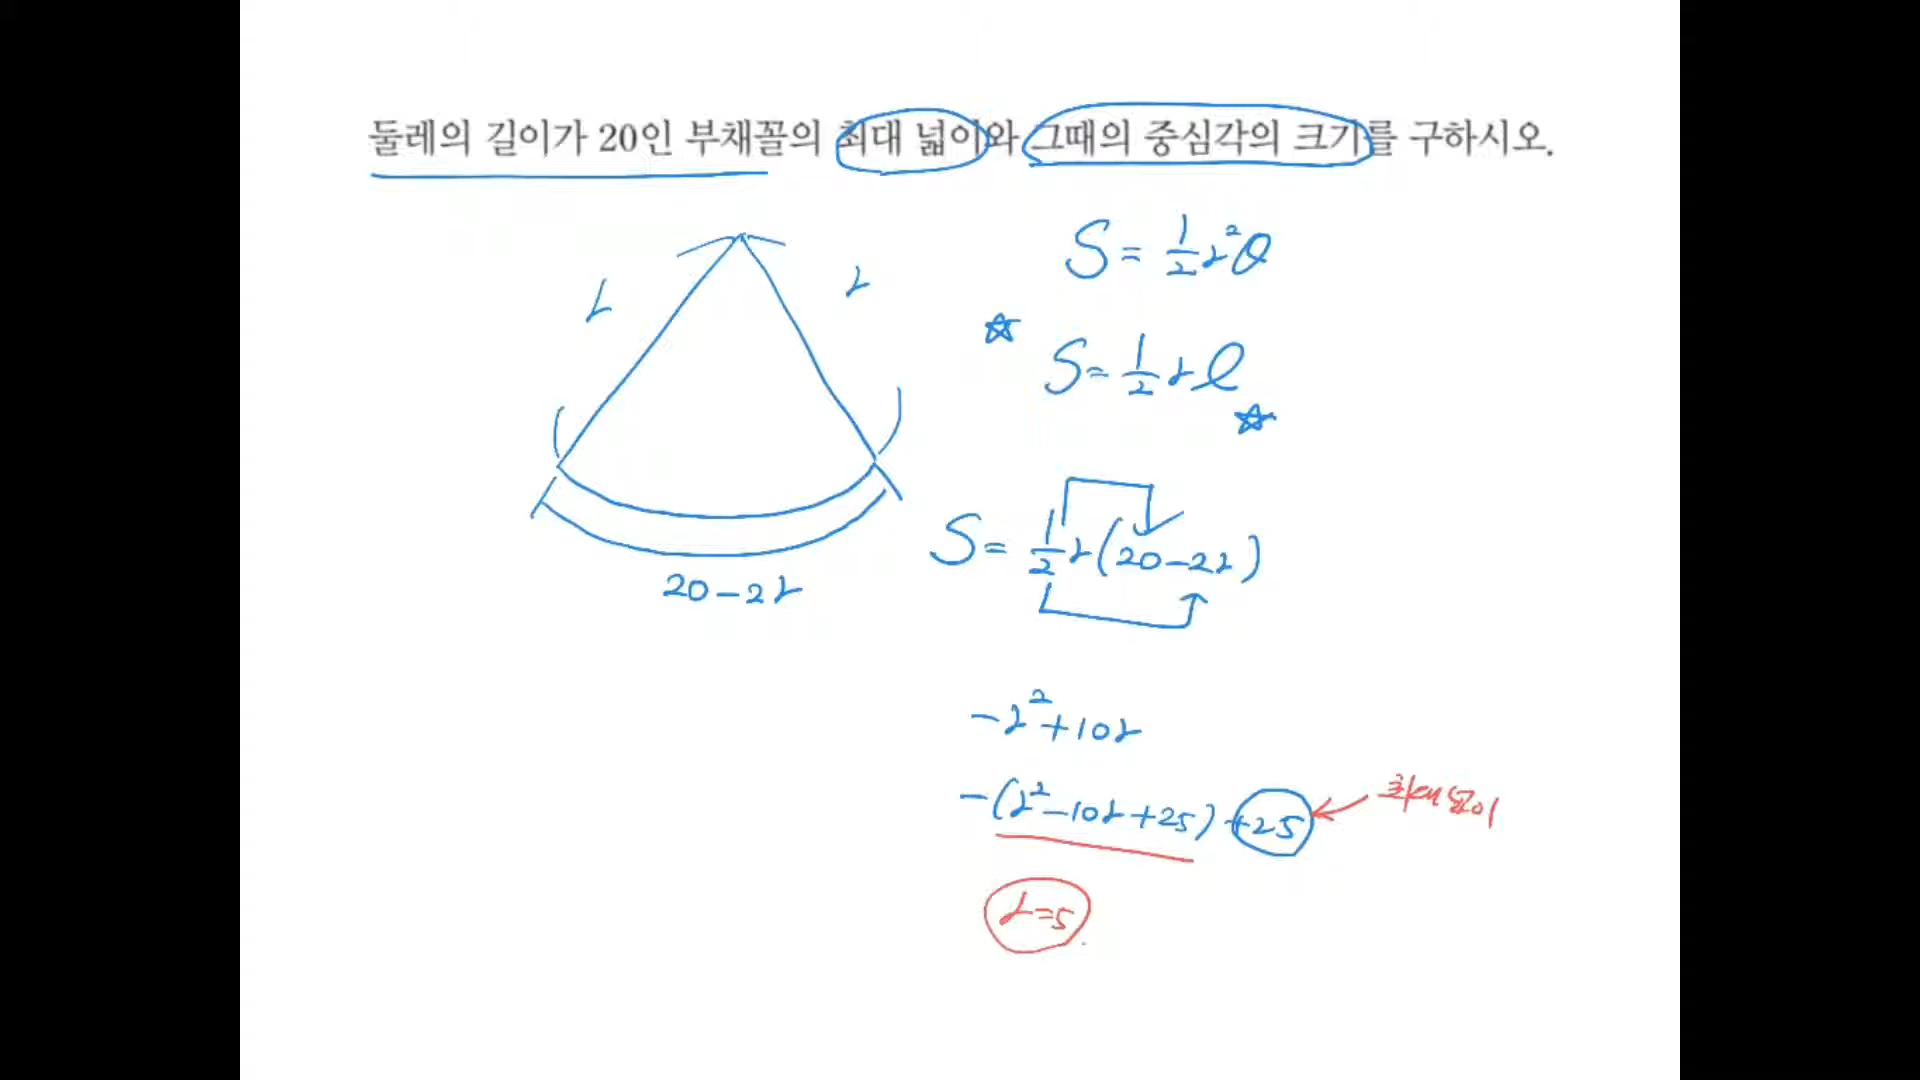 둘레의 길이가 20인 부채꼴의 최대 넓이와 그때의 중심각의 크기를 구하시오.
S = 1/2 r²θ
r
r
S = 1/2 r l
S = 1/2 r (20-2r)
20-2r
-r²+10r
-(r²-10r+25)+25
최대 넓이
r=5